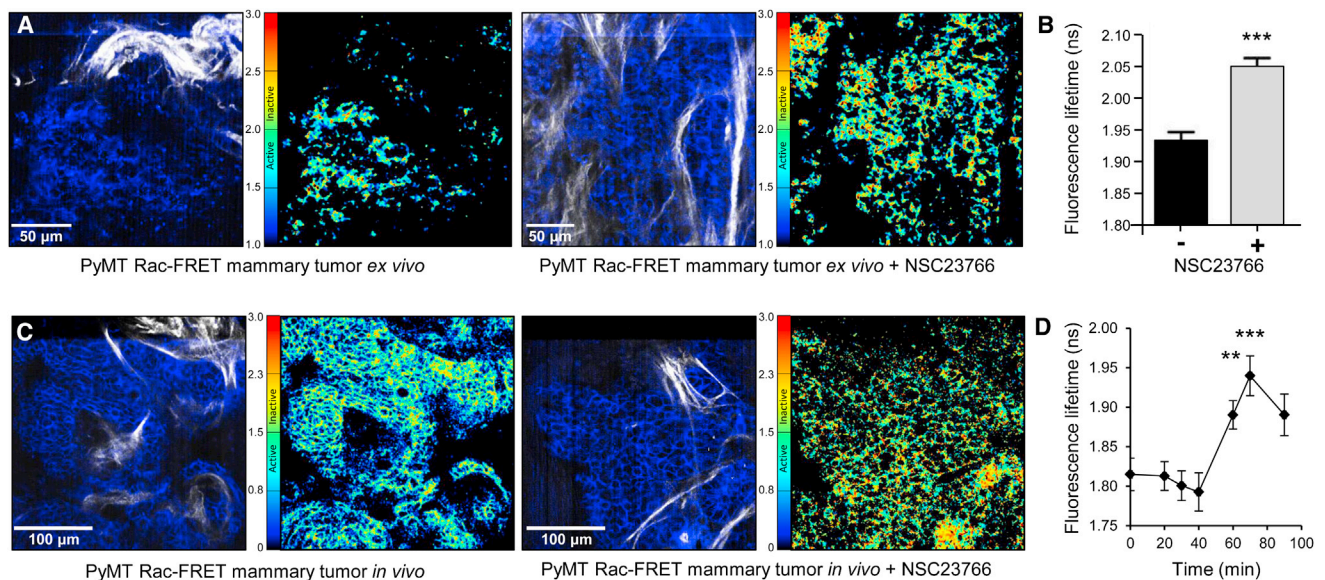 A
50 µm
3.0
2.5
2.0
1.5
1.0
Inactive
Active
50 µm
3.0
2.5
2.0
1.5
1.0
Inactive
Active
PyMT Rac-FRET mammary tumor ex vivo
PyMT Rac-FRET mammary tumor ex vivo + NSC23766
B
Fluorescence lifetime (ns)
2.10
2.05
2.00
1.95
1.90
1.85
1.80
***
- +
NSC23766
C
100 µm
3.0
2.3
1.5
0.8
0
Inactive
Active
100 µm
3.0
2.3
1.5
0.8
0
Inactive
Active
PyMT Rac-FRET mammary tumor in vivo
PyMT Rac-FRET mammary tumor in vivo + NSC23766
D
Fluorescence lifetime (ns)
2.00
1.95
1.90
1.85
1.80
1.75
***
**
0 20 40 60 80 100
Time (min)